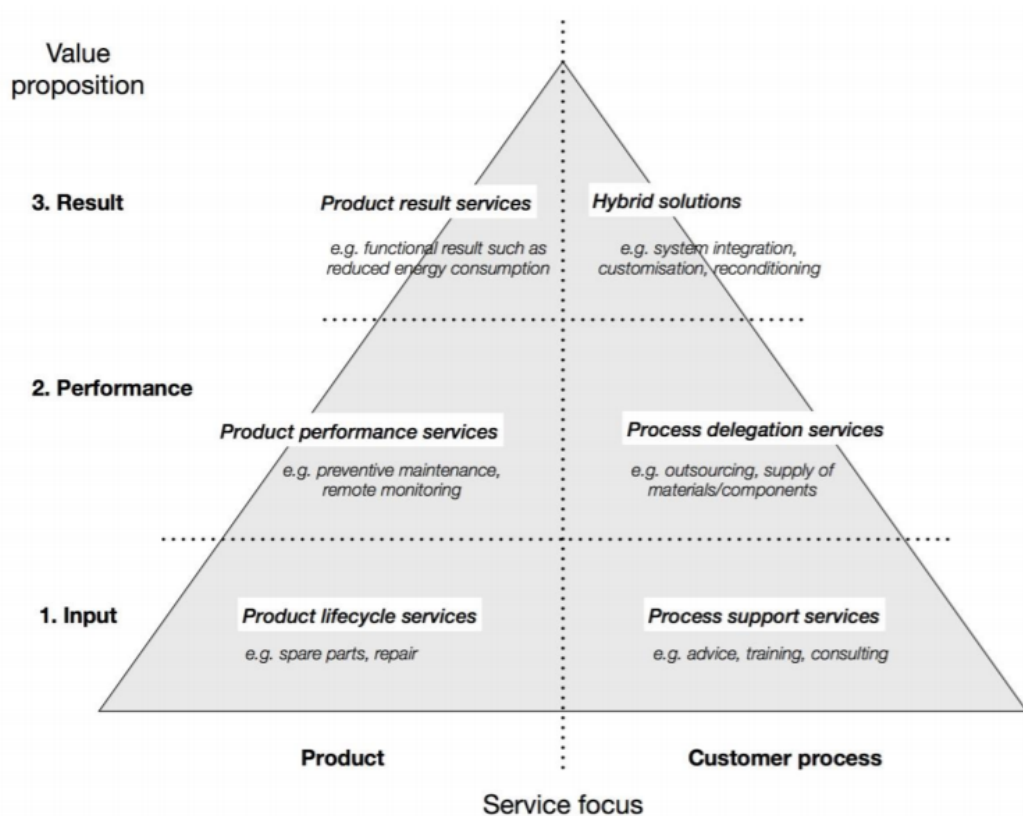 Value
proposition
3. Result
Product result services
Hybrid solutions
e.g. functional result such as
reduced energy consumption
e.g. system integration,
customisation, reconditioning
2. Performance
Product performance services
Process delegation services
e.g. preventive maintenance,
remote monitoring
e.g. outsourcing, supply of
materials/components
1. Input
Product lifecycle services
Process support services
e.g. spare parts, repair
e.g. advice, training, consulting
Product
Customer process
Service focus